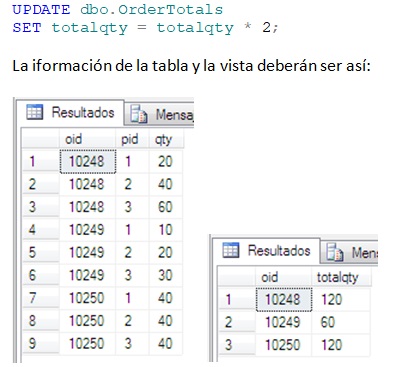 UPDATE dbo.OrderTotals
SET totalqty = totalqty * 2;
La iformación de la tabla y la vista deberán ser así:
Resultados Mensa
oid pid qty
1 10248 1 20
2 10248 2 40
3 10248 3 60
4 10249 1 10
5 10249 2 20
6 10249 3 30
7 10250 1 40
8 10250 2 40
9 10250 3 40
Resultados Men
oid totalqty
1 10248 120
2 10249 60
3 10250 120